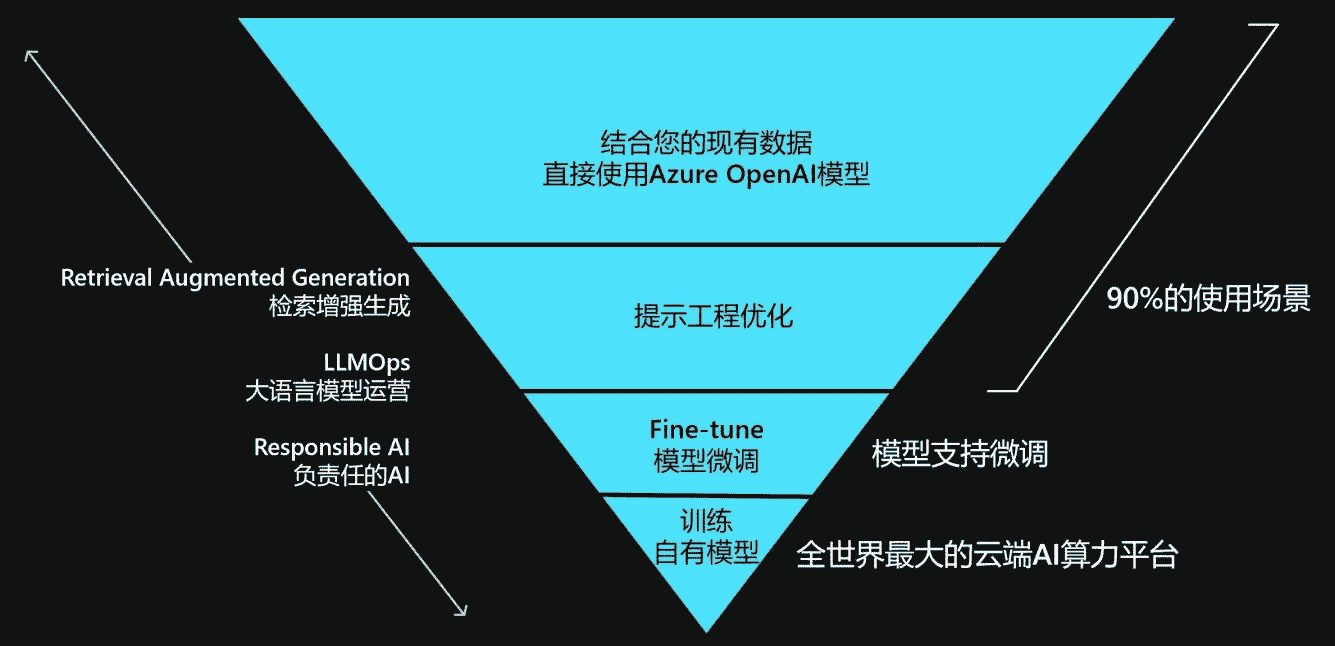 结合您的现有数据
直接使用Azure OpenAI模型
Retrieval Augmented Generation
检索增强生成
LLMOps
大语言模型运营
Responsible AI
负责任的AI
提示工程优化
Fine-tune
模型微调
训练
自有模型
90%的使用场景
模型支持微调
全世界最大的云端AI算力平台